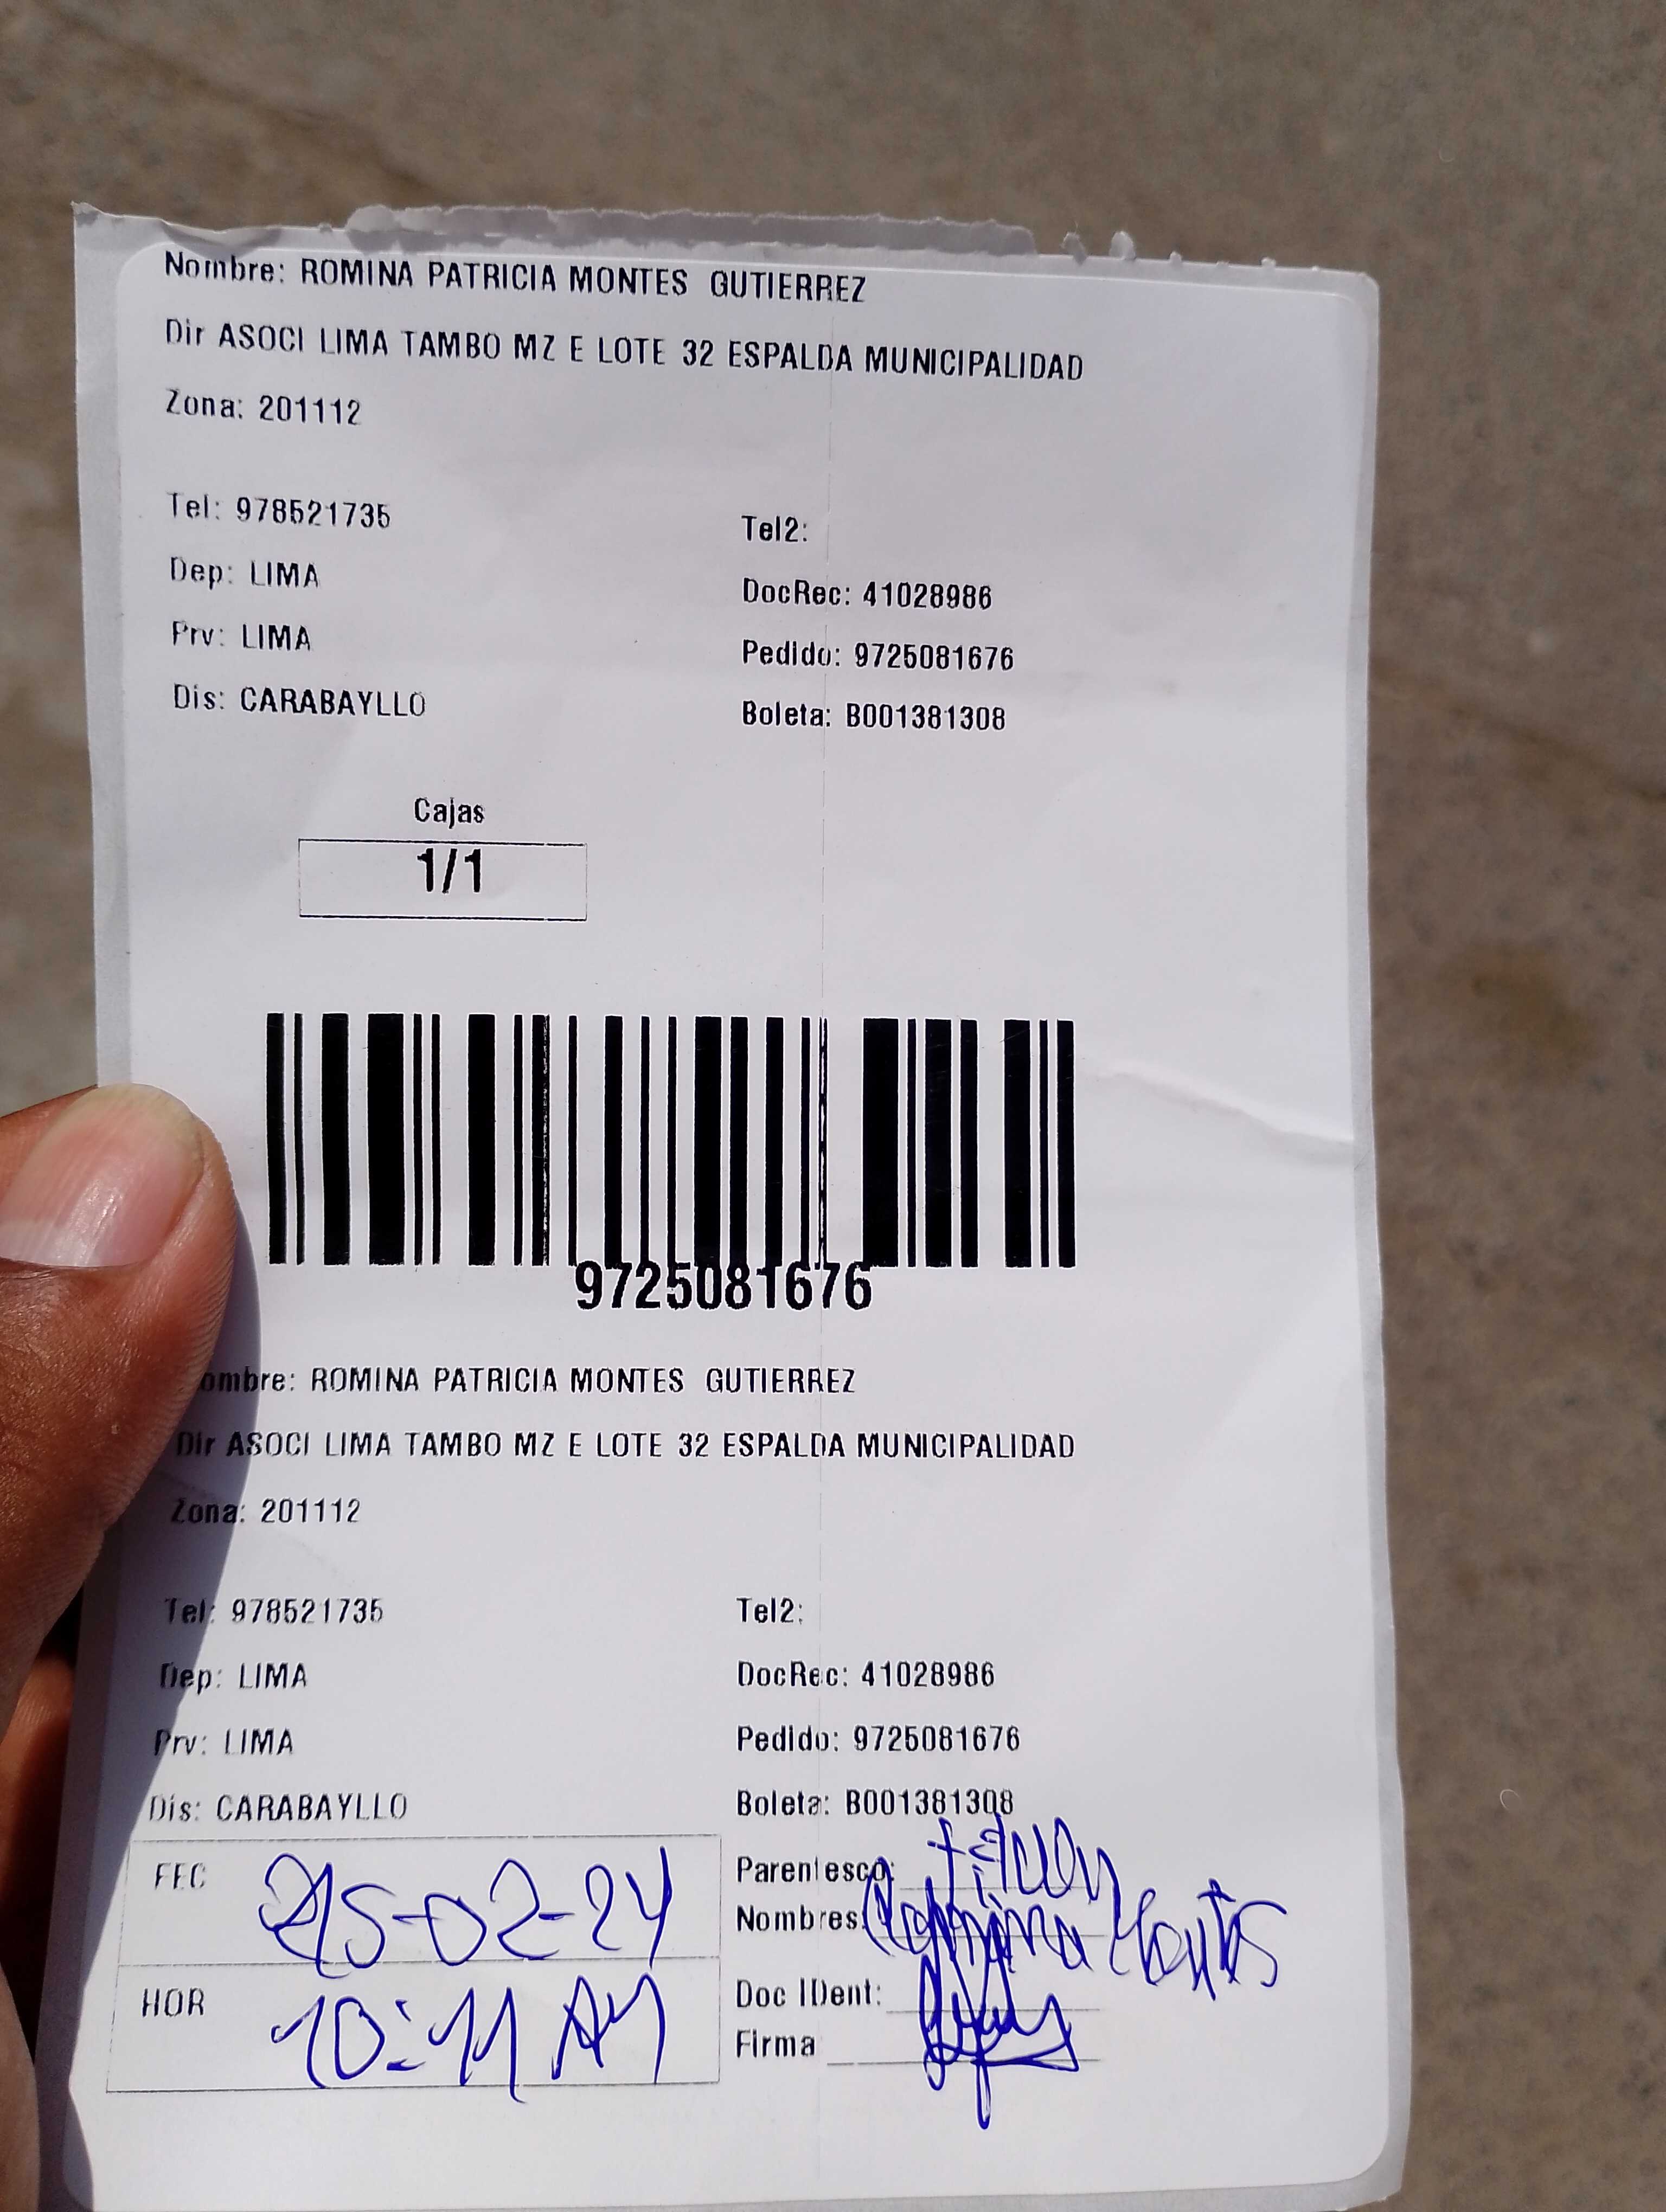 Nombre: ROMINA PATRICIA MONTES GUTIERREZ
Dir ASOCI LIMA TAMBO MZ E LOTE 32 ESPALDA MUNICIPALIDAD
Zona: 201112
Tel: 978521735
Tel2:
Dep: LIMA
DocRec: 41028986
Prv: LIMA
Pedido: 9725081676
Dis: CARABAYLLO
Boleta: B001381308
Cajas
1/1
9725081676
ombre: ROMINA PATRICIA MONTES GUTIERREZ
Dir ASOCI LIMA TAMBO MZ E LOTE 32 ESPALDA MUNICIPALIDAD
Zona: 201112
Tel: 978521735
Tel2:
Dep: LIMA
DocRec: 41028986
Prv: LIMA
Pedido: 9725081676
Dis: CARABAYLLO
Boleta: B001381308
FEC
Parentesco:
Nombres: Romina Montes
HOR 10:11 AM
Doc IDent:
Firma